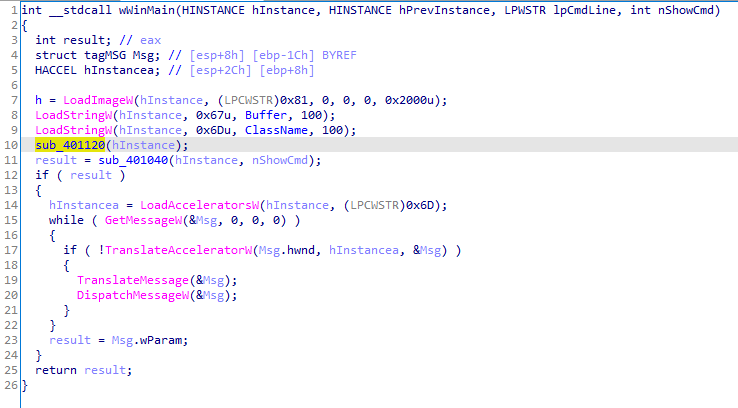 1 int __stdcall wWinMain(HINSTANCE hInstance, HINSTANCE hPrevInstance, LPWSTR lpCmdLine, int nShowCmd)
2 {
3   int result; // eax
4   struct tagMSG Msg; // [esp+8h] [ebp-1Ch] BYREF
5   HACCEL hInstancea; // [esp+2Ch] [ebp+8h]
6
7   h = LoadImageW(hInstance, (LPCWSTR)0x81, 0, 0, 0, 0x2000u);
8   LoadStringW(hInstance, 0x67u, Buffer, 100);
9   LoadStringW(hInstance, 0x6Du, ClassName, 100);
10   sub_401120(hInstance);
11   result = sub_401040(hInstance, nShowCmd);
12   if ( result )
13   {
14     hInstancea = LoadAcceleratorsW(hInstance, (LPCWSTR)0x6D);
15     while ( GetMessageW(&Msg, 0, 0, 0) )
16     {
17       if ( !TranslateAcceleratorW(Msg.hwnd, hInstancea, &Msg) )
18       {
19         TranslateMessage(&Msg);
20         DispatchMessageW(&Msg);
21       }
22     }
23     result = Msg.wParam;
24   }
25   return result;
26 }